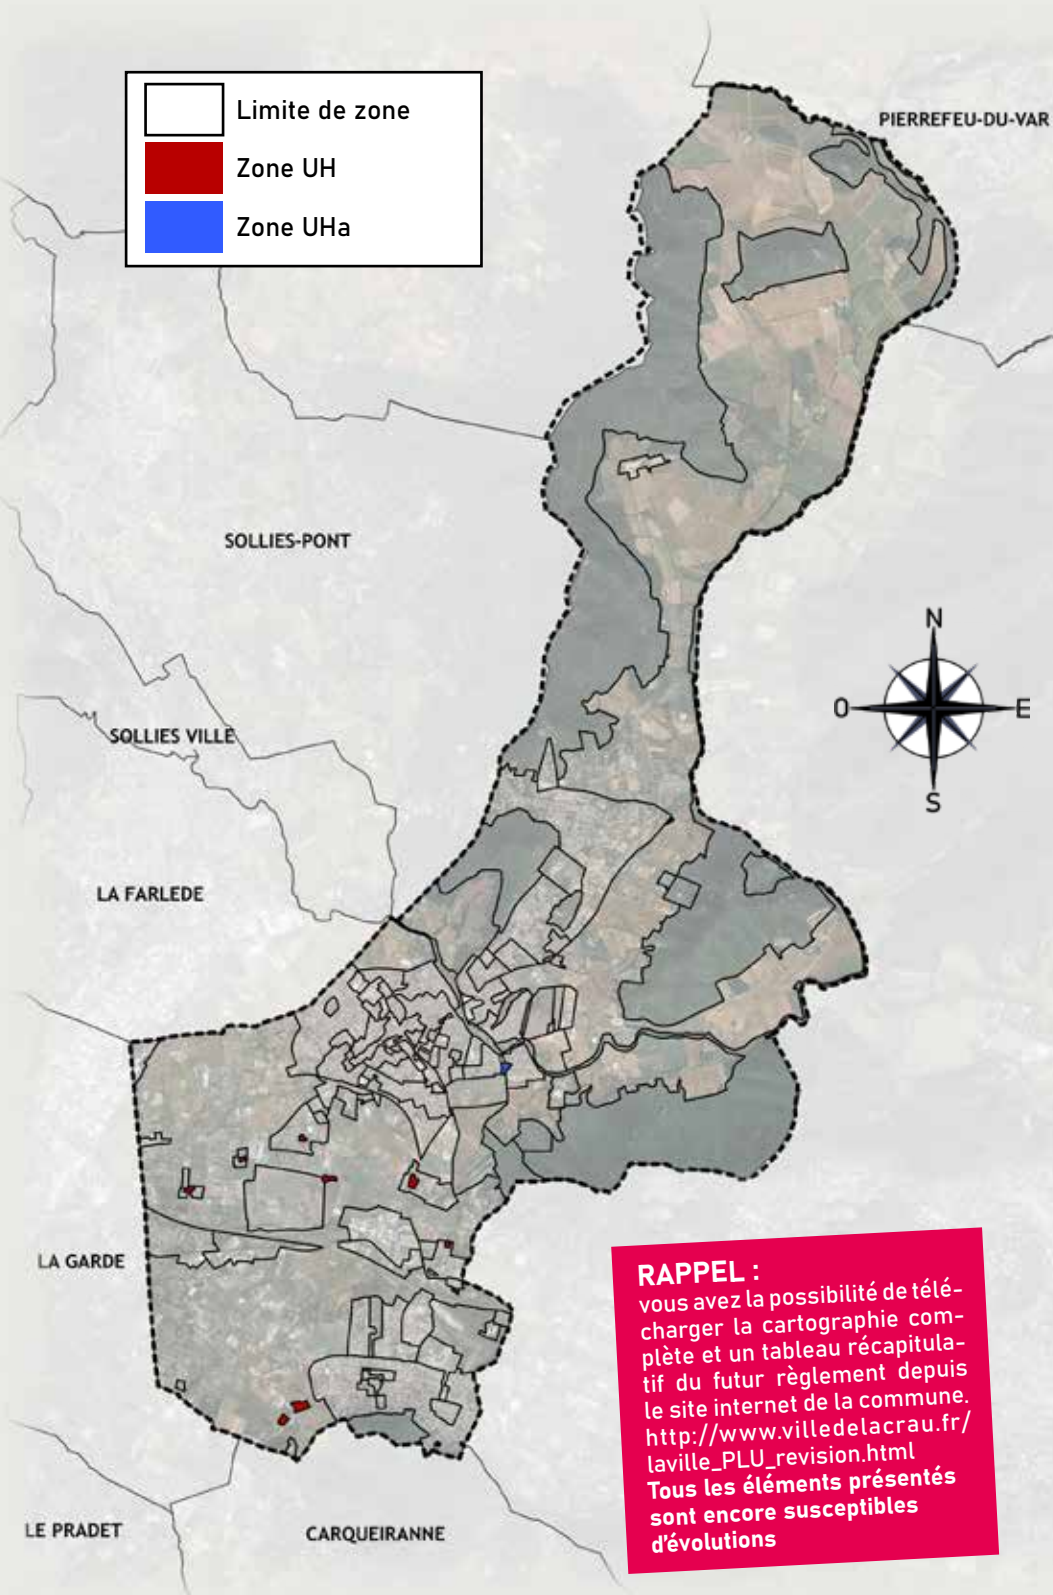 Limite de zone
Zone UH
Zone UHa
PIERREFEU-DU-VAR
SOLLIES-PONT
N
O
E
S
SOLLIES VILLE
LA FARLEDE
LA GARDE
LE PRADET
CARQUEIRANNE
RAPPEL :
vous avez la possibilité de télé-
charger la cartographie com-
plète et un tableau récapitula-
tif du futur règlement depuis
le site internet de la commune.
http://www.villedelacrau.fr/
laville_PLU_revision.html
Tous les éléments présentés
sont encore susceptibles
d'évolutions